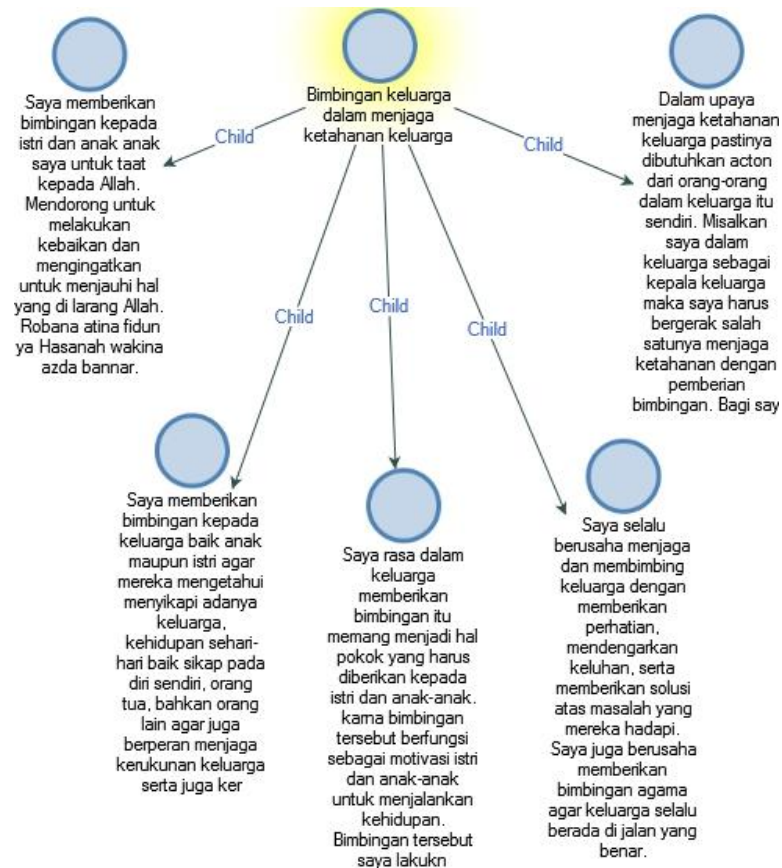 Bimbingan keluarga
dalam menjaga
ketahanan keluarga
Saya memberikan
bimbingan kepada
istri dan anak anak
saya untuk taat
kepada Allah.
Mendorong untuk
melakukan
kebaikan dan
mengingatkan
untuk menjauhi hal
yang di larang Allah.
Robana atina fidun
ya Hasanah wakina
azda bannar.
Child
Child
Child
Child
Child
Dalam upaya
menjaga ketahanan
keluarga pastinya
dibutuhkan acton
dari orang-orang
dalam keluarga itu
sendiri. Misalkan
saya dalam
keluarga sebagai
kepala keluarga
maka saya harus
bergerak salah
satunya menjaga
ketahanan dengan
pemberian
bimbingan. Bagi say
Saya memberikan
bimbingan kepada
keluarga baik anak
maupun istri agar
mereka mengetahui
menyikapi adanya
keluarga,
kehidupan sehari-
hari baik sikap pada
diri sendiri, orang
tua, bahkan orang
lain agar juga
berperan menjaga
kerukunan keluarga
serta juga ker
Saya rasa dalam
keluarga
memberikan
bimbingan itu
memang menjadi hal
pokok yang harus
diberikan kepada
istri dan anak-anak.
karna bimbingan
tersebut berfungsi
sebagai motivasi istri
dan anak-anak
untuk menjalankan
kehidupan.
Bimbingan tersebut
saya lakukn
Saya selalu
berusaha menjaga
dan membimbing
keluarga dengan
memberikan
perhatian,
mendengarkan
keluhan, serta
memberikan solusi
atas masalah yang
mereka hadapi.
Saya juga berusaha
memberikan
bimbingan agama
agar keluarga selalu
berada di jalan yang
benar.